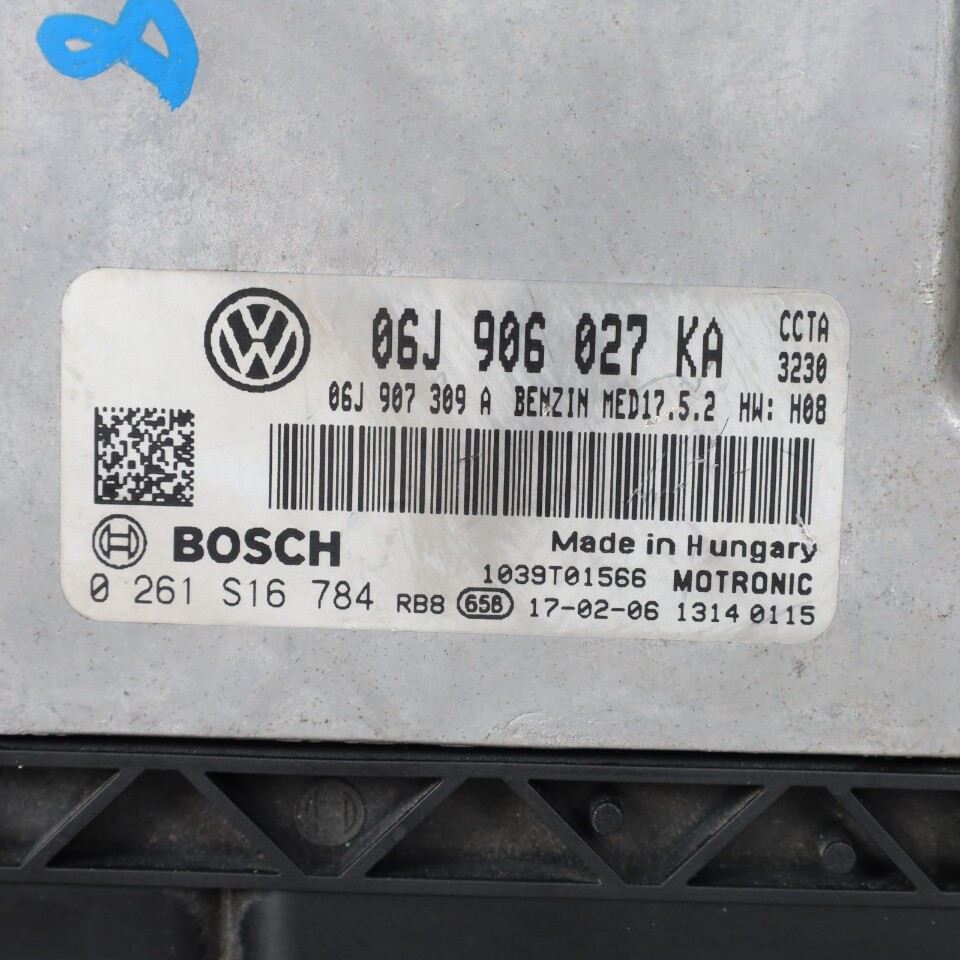 06J 906 027 KA CCTA
3230
06J 907 309 A BENZIN MED17.5.2 HW: H08
BOSCH Made in Hungary
1039T01566 MOTRONIC
0 261 S16 784 RB8 658 17-02-06 1314 0115